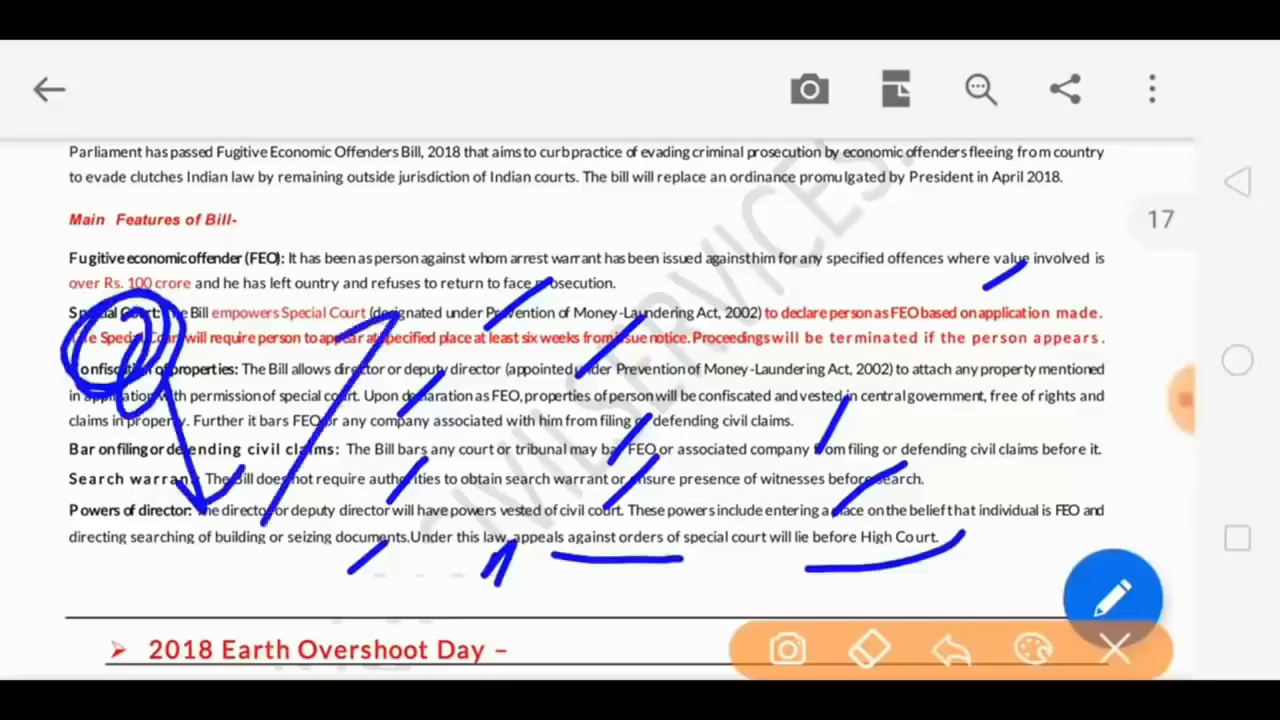 Parliament has passed Fugitive Economic Offenders Bill, 2018 that aims to curb practice of evading criminal prosecution by economic offenders fleeing from country
to evade clutches Indian law by remaining outside jurisdiction of Indian courts. The bill will replace an ordinance promulgated by President in April 2018.
17
Main Features of Bill-
Fugitive economic offender (FEO): It has been as person against whom arrest warrant has been issued against him for any specified offences where value involved is
over Rs. 100 crore and he has left ountry and refuses to return to face prosecution.
Special Court: The Bill empowers Special Court (designated under Prevention of Money-Laundering Act, 2002) to declare person as FEO based on application made.
The Special Court will require person to appear at specified place at least six weeks from issue notice. Proceedings will be terminated if the person appears.
Confiscation of properties: The Bill allows director or deputy director (appointed under Prevention of Money-Laundering Act, 2002) to attach any property mentioned
in application with permission of special court. Upon declaration as FEO, properties of person will be confiscated and vested in central government, free of rights and
claims in property. Further it bars FEO or any company associated with him from filing or defending civil claims.
Bar on filing or defending civil claims: The Bill bars any court or tribunal may bar FEO or associated company from filing or defending civil claims before it.
Search warrant: The Bill does not require authorities to obtain search warrant or ensure presence of witnesses before search.
Powers of director: The director or deputy director will have powers vested of civil court. These powers include entering a place on the belief that individual is FEO and
directing searching of building or seizing documents.Under this law, appeals against orders of special court will lie before High Court.
CIVIL SERVICES
➢ 2018 Earth Overshoot Day –